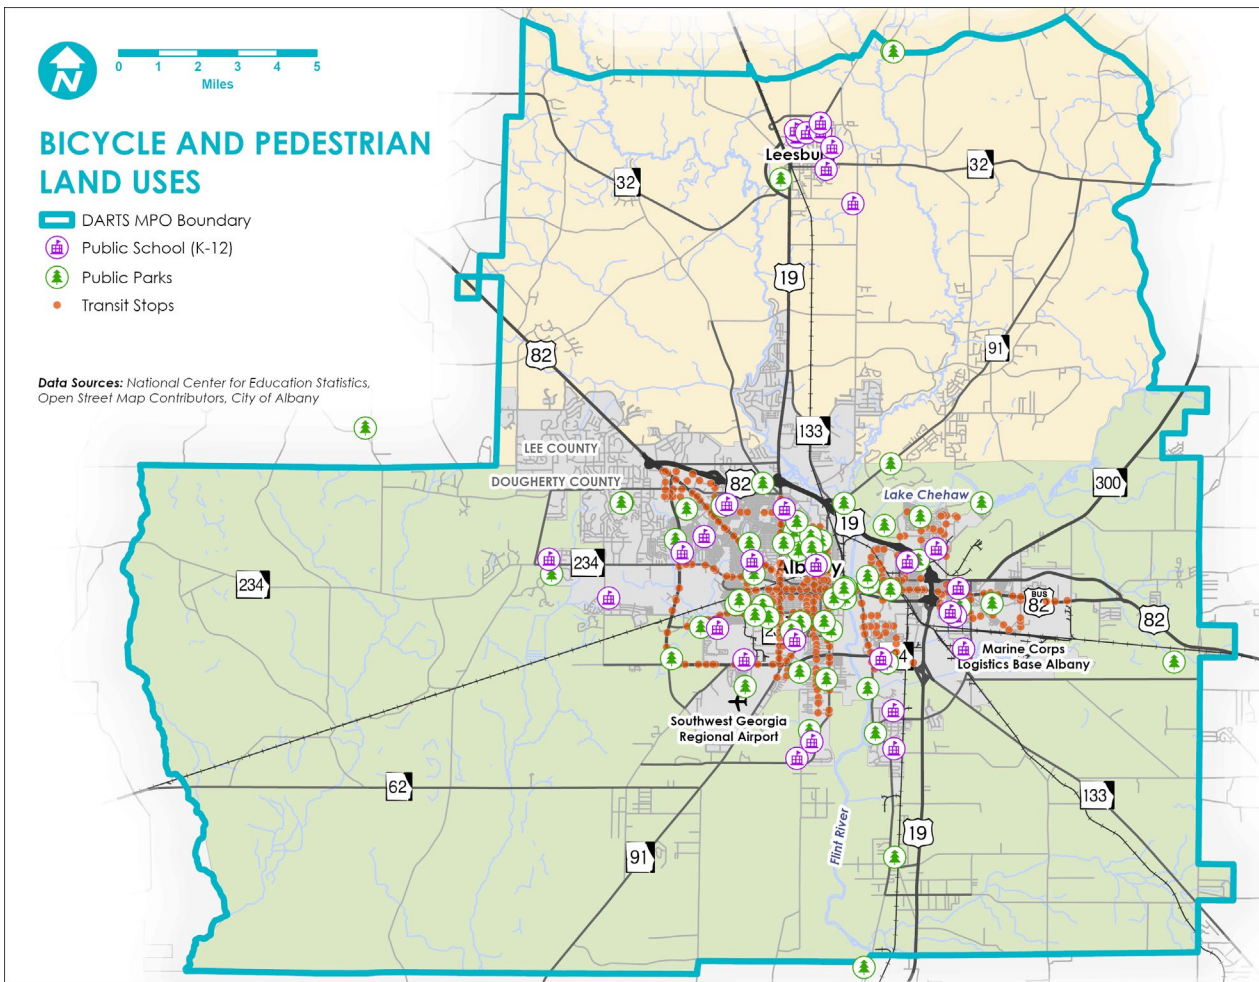 N
0 1 2 3 4 5
Miles
BICYCLE AND PEDESTRIAN
LAND USES
DARTS MPO Boundary
Public School (K-12)
Public Parks
Transit Stops
Data Sources: National Center for Education Statistics,
Open Street Map Contributors, City of Albany
32
32
19
82
91
133
LEE COUNTY
DOUGHERTY COUNTY
82
300
Lake Chehaw
19
234
234
Albany
BUS
82
82
Marine Corps
Logistics Base Albany
Southwest Georgia
Regional Airport
62
133
Flint River
19
91